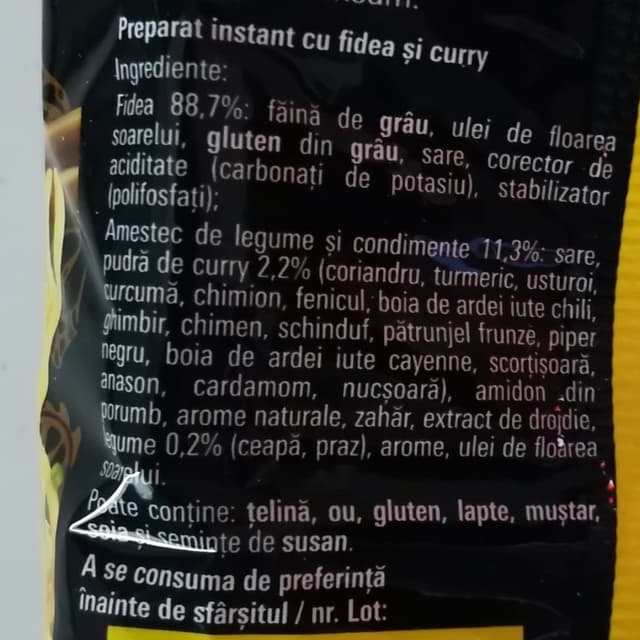 Preparat instant cu fidea și curry
Ingrediente:
Fidea 88,7%: făină de grâu, ulei de floarea
soarelui, gluten din grâu, sare, corector de
aciditate (carbonați de potasiu), stabilizator
(polifosfați);
Amestec de legume și condimente 11,3%: sare,
pudră de curry 2,2% (coriandru, turmeric, usturoi,
curcumă, chimion, fenicul, boia de ardei iute chili,
ghimbir, chimen, schinduf, pătrunjel frunze, piper
negru, boia de ardei iute cayenne, scorțișoară,
anason, cardamom, nucșoară), amidon din
porumb, arome naturale, zahăr, extract de drojdie,
legume 0,2% (ceapă, praz), arome, ulei de floarea
soarelui.
Poate conține: țelină, ou, gluten, lapte, muștar,
soia și semințe de susan.
A se consuma de preferință
înainte de sfârșitul / nr. Lot: